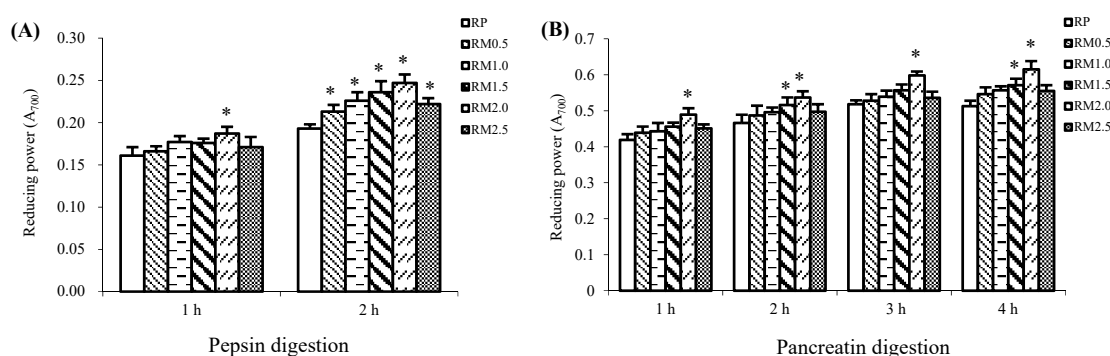 (A)
0.30
0.25
0.20
0.15
0.10
0.05
0.00
Reducing power (A700)
* * * * * *
1 h 2 h
Pepsin digestion
RP
RM0.5
RM1.0
RM1.5
RM2.0
RM2.5
(B)
0.7
0.6
0.5
0.4
0.3
0.2
0.1
0
Reducing power (A700)
* * * * * *
1 h 2 h 3 h 4 h
Pancreatin digestion
RP
RM0.5
RM1.0
RM1.5
RM2.0
RM2.5